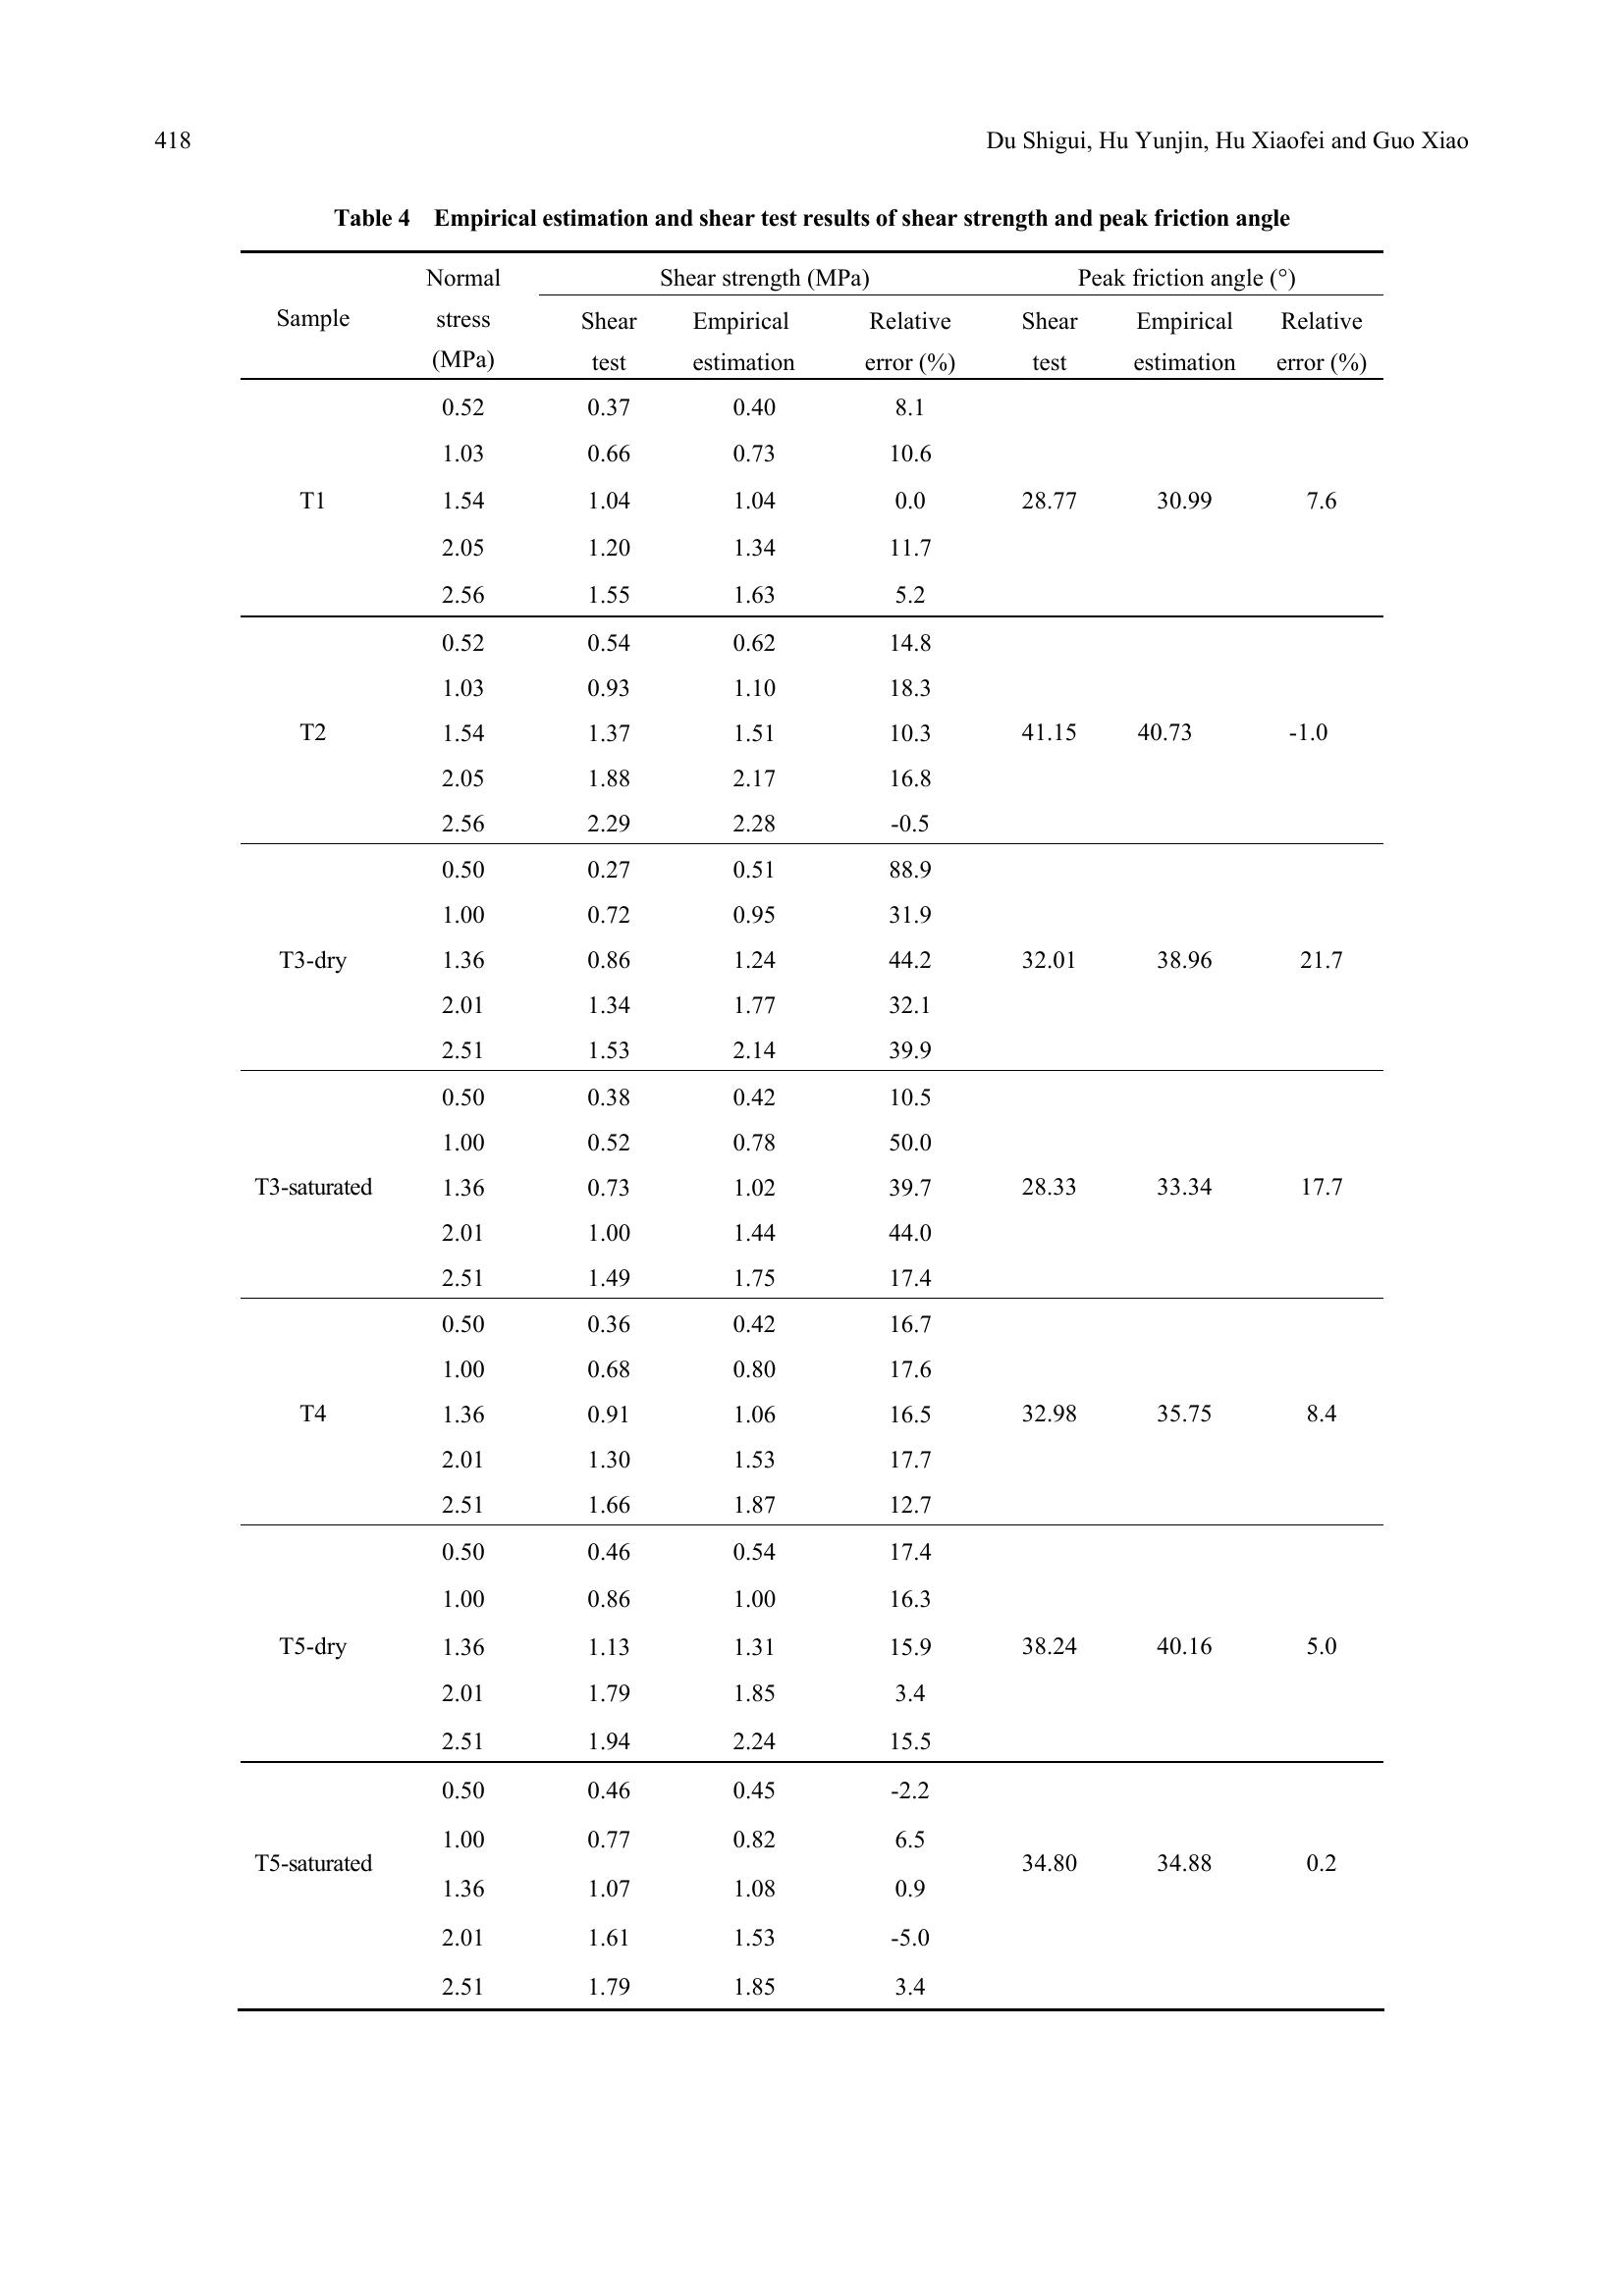 418 Du Shigui, Hu Yunjin, Hu Xiaofei and Guo Xiao
Table 4 Empirical estimation and shear test results of shear strength and peak friction angle
Normal Shear strength (MPa) Peak friction angle (°)
Sample stress Shear Empirical Relative Shear Empirical Relative
(MPa) test estimation error (%) test estimation error (%)
0.52 0.37 0.40 8.1
1.03 0.66 0.73 10.6
T1 1.54 1.04 1.04 0.0 28.77 30.99 7.6
2.05 1.20 1.34 11.7
2.56 1.55 1.63 5.2
0.52 0.54 0.62 14.8
1.03 0.93 1.10 18.3
T2 1.54 1.37 1.51 10.3 41.15 40.73 -1.0
2.05 1.88 2.17 16.8
2.56 2.29 2.28 -0.5
0.50 0.27 0.51 88.9
1.00 0.72 0.95 31.9
T3-dry 1.36 0.86 1.24 44.2 32.01 38.96 21.7
2.01 1.34 1.77 32.1
2.51 1.53 2.14 39.9
0.50 0.38 0.42 10.5
1.00 0.52 0.78 50.0
T3-saturated 1.36 0.73 1.02 39.7 28.33 33.34 17.7
2.01 1.00 1.44 44.0
2.51 1.49 1.75 17.4
0.50 0.36 0.42 16.7
1.00 0.68 0.80 17.6
T4 1.36 0.91 1.06 16.5 32.98 35.75 8.4
2.01 1.30 1.53 17.7
2.51 1.66 1.87 12.7
0.50 0.46 0.54 17.4
1.00 0.86 1.00 16.3
T5-dry 1.36 1.13 1.31 15.9 38.24 40.16 5.0
2.01 1.79 1.85 3.4
2.51 1.94 2.24 15.5
0.50 0.46 0.45 -2.2
1.00 0.77 0.82 6.5
T5-saturated 34.80 34.88 0.2
1.36 1.07 1.08 0.9
2.01 1.61 1.53 -5.0
2.51 1.79 1.85 3.4